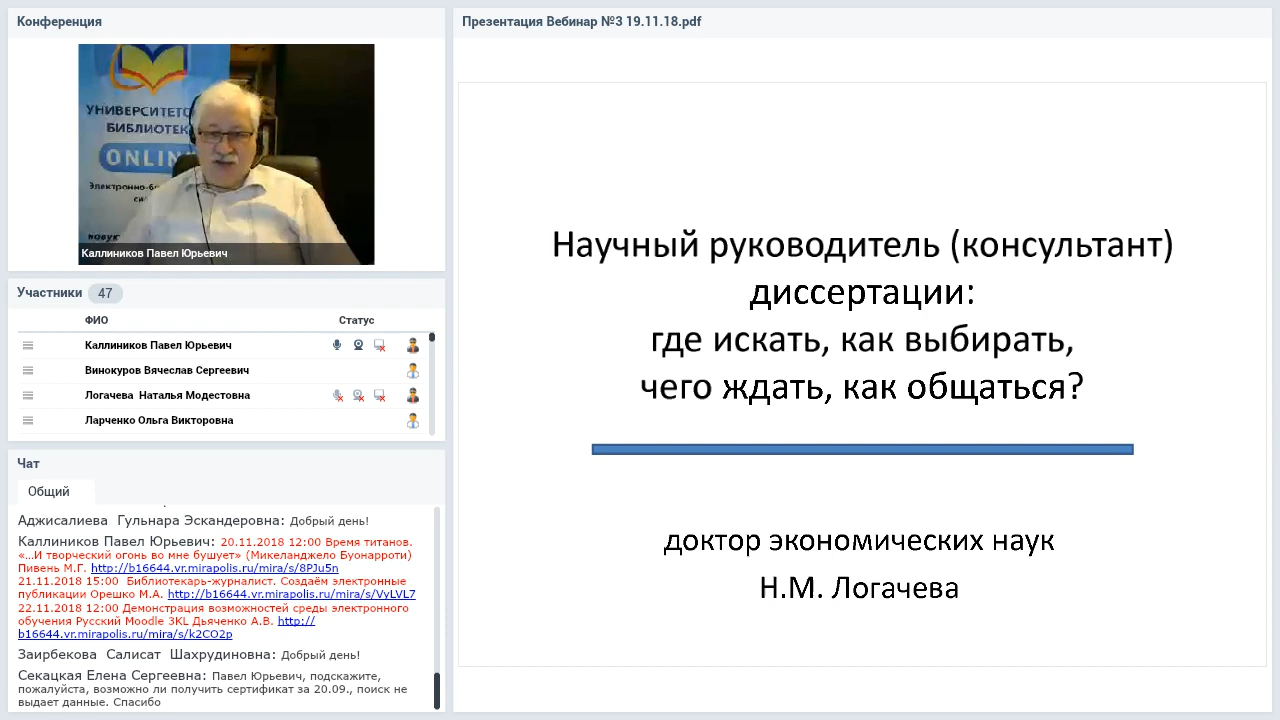 Конференция
УНИВЕРСИТЕТС
БИБЛИОТЕК
ONLIN
Электронно-би
Каллиников Павел Юрьевич
Участники 47
ФИО Статус
Каллиников Павел Юрьевич
Винокуров Вячеслав Сергеевич
Логачева Наталья Модестовна
Ларченко Ольга Викторовна
Чат
Общий
Аджисалиева Гульнара Эскандеровна: Добрый день!
Каллиников Павел Юрьевич: 20.11.2018 12:00 Время титанов.
«...И творческий огонь во мне бушует» (Микеланджело Буонарроти)
Пивень М.Г. http://b16644.vr.mirapolis.ru/mira/s/8PJu5n
21.11.2018 15:00 Библиотекарь-журналист. Создаём электронные
публикации Орешко М.А. http://b16644.vr.mirapolis.ru/mira/s/VyLVL7
22.11.2018 12:00 Демонстрация возможностей среды электронного
обучения Русский Moodle 3KL Дьяченко А.В. http://
b16644.vr.mirapolis.ru/mira/s/k2CO2p
Заирбекова Салисат Шахрудиновна: Добрый день!
Секацкая Елена Сергеевна: Павел Юрьевич, подскажите,
пожалуйста, возможно ли получить сертификат за 20.09., поиск не
выдает данные. Спасибо
Презентация Вебинар №3 19.11.18.pdf
Научный руководитель (консультант)
диссертации:
где искать, как выбирать,
чего ждать, как общаться?
доктор экономических наук
Н.М. Логачева